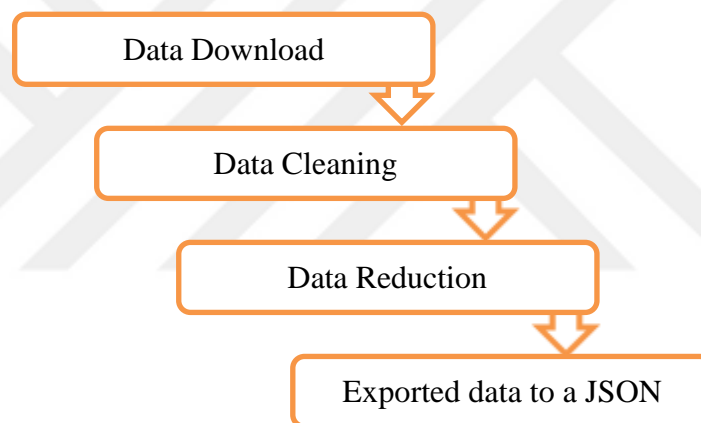 Data Download
Data Cleaning
Data Reduction
Exported data to a JSON